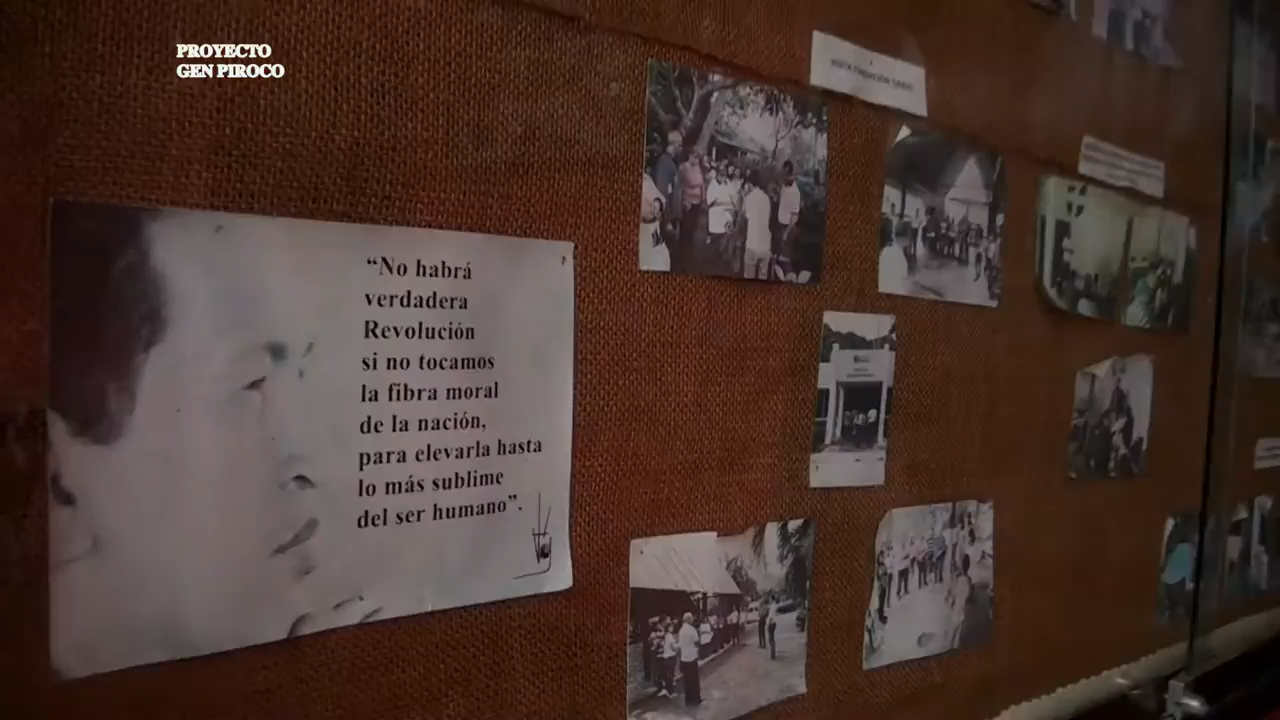 PROYECTO
GEN PIROCO
“No habrá
verdadera
Revolución
si no tocamos
la fibra moral
de la nación,
para elevarla hasta
lo más sublime
del ser humano”.